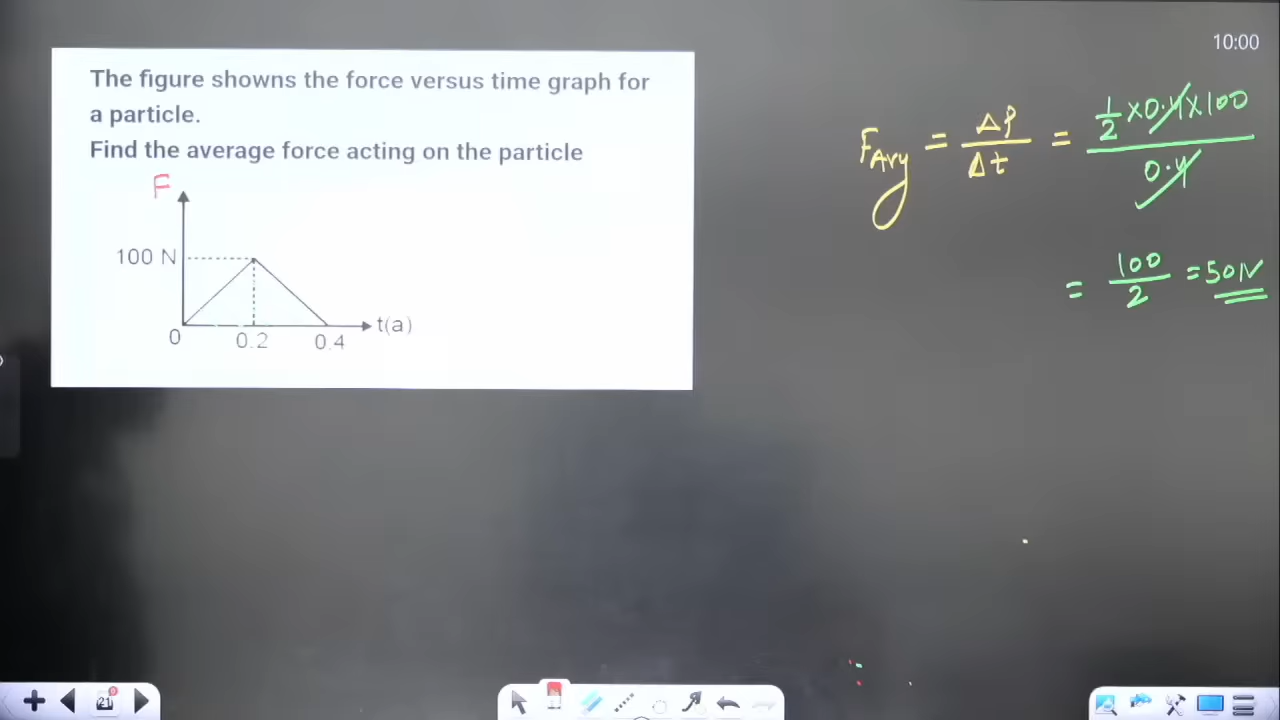 10:00
The figure showns the force versus time graph for
a particle.
Find the average force acting on the particle
F
100 N
0
0.2
0.4
t(a)
F_Avg = Δp/Δt = (1/2 × 0.4 × 100)/0.4
= 100/2 = 50N
21